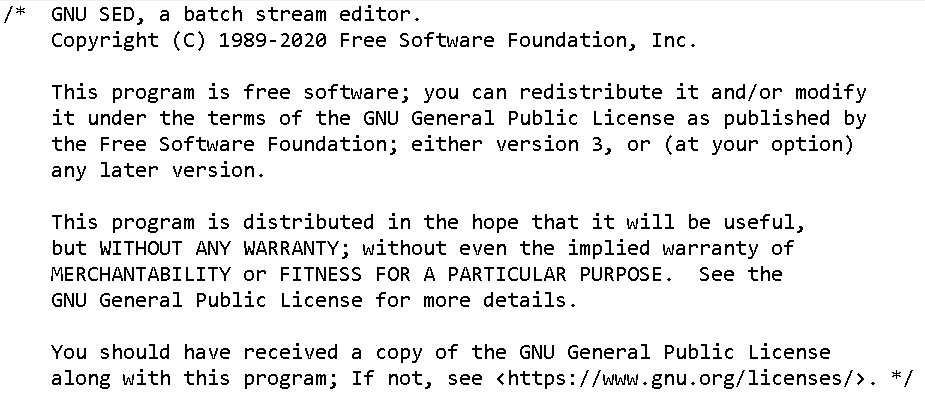 /*  GNU SED, a batch stream editor.
    Copyright (C) 1989-2020 Free Software Foundation, Inc.

    This program is free software; you can redistribute it and/or modify
    it under the terms of the GNU General Public License as published by
    the Free Software Foundation; either version 3, or (at your option)
    any later version.

    This program is distributed in the hope that it will be useful,
    but WITHOUT ANY WARRANTY; without even the implied warranty of
    MERCHANTABILITY or FITNESS FOR A PARTICULAR PURPOSE.  See the
    GNU General Public License for more details.

    You should have received a copy of the GNU General Public License
    along with this program; If not, see <https://www.gnu.org/licenses/>. */